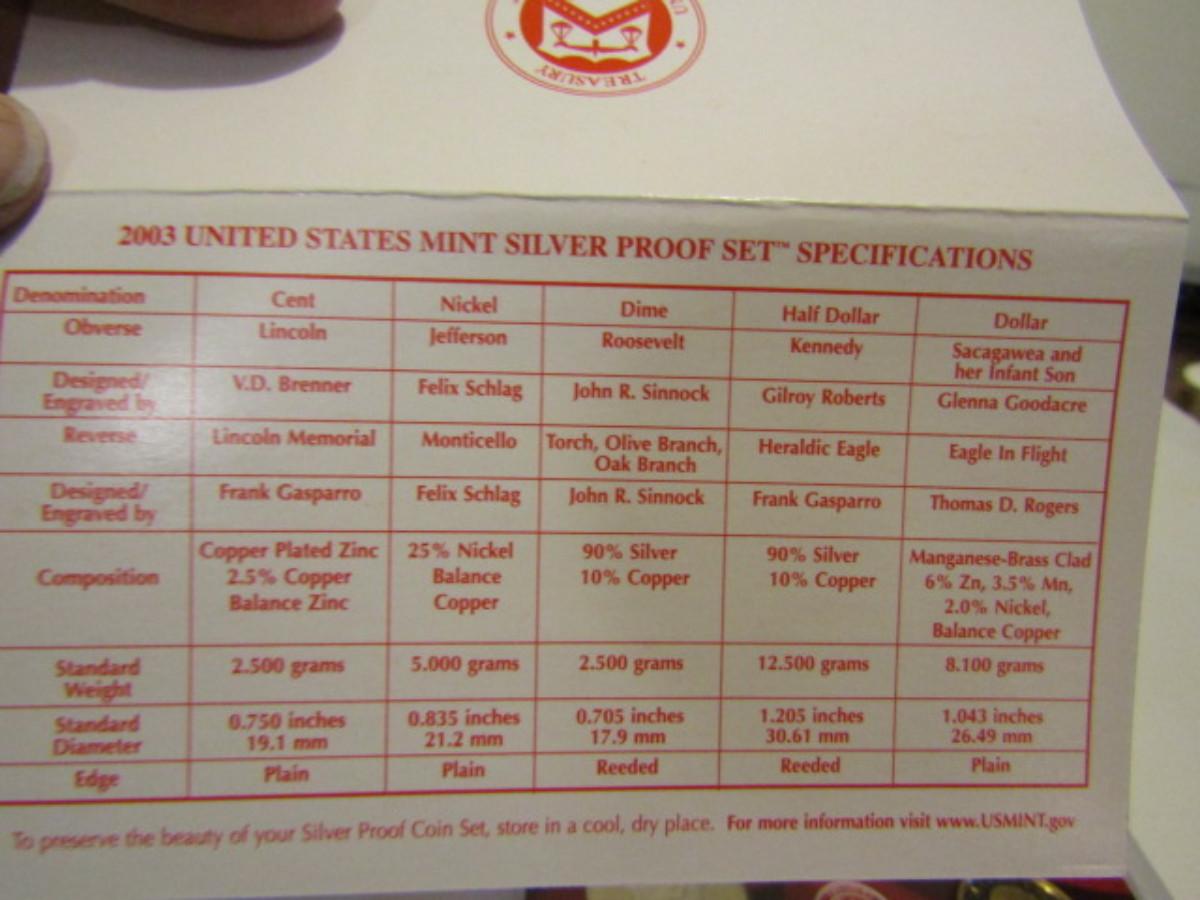 TREASURY
2003 UNITED STATES MINT SILVER PROOF SET™ SPECIFICATIONS
Denomination Cent Nickel Dime Half Dollar Dollar
Obverse Lincoln Jefferson Roosevelt Kennedy Sacagawea and
her Infant Son
Designed/ V.D. Brenner Felix Schlag John R. Sinnock Gilroy Roberts Glenna Goodacre
Engraved by
Reverse Lincoln Memorial Monticello Torch, Olive Branch, Heraldic Eagle Eagle In Flight
Oak Branch
Designed/ Frank Gasparro Felix Schlag John R. Sinnock Frank Gasparro Thomas D. Rogers
Engraved by
Copper Plated Zinc 25% Nickel 90% Silver 90% Silver Manganese-Brass Clad
Composition 2.5% Copper Balance 10% Copper 10% Copper 6% Zn, 3.5% Mn,
Balance Zinc Copper 2.0% Nickel,
Balance Copper
Standard 2.500 grams 5.000 grams 2.500 grams 12.500 grams 8.100 grams
Weight
Standard 0.750 inches 0.835 inches 0.705 inches 1.205 inches 1.043 inches
Diameter 19.1 mm 21.2 mm 17.9 mm 30.61 mm 26.49 mm
Edge Plain Plain Reeded Reeded Plain
To preserve the beauty of your Silver Proof Coin Set, store in a cool, dry place. For more information visit www.USMINT.gov